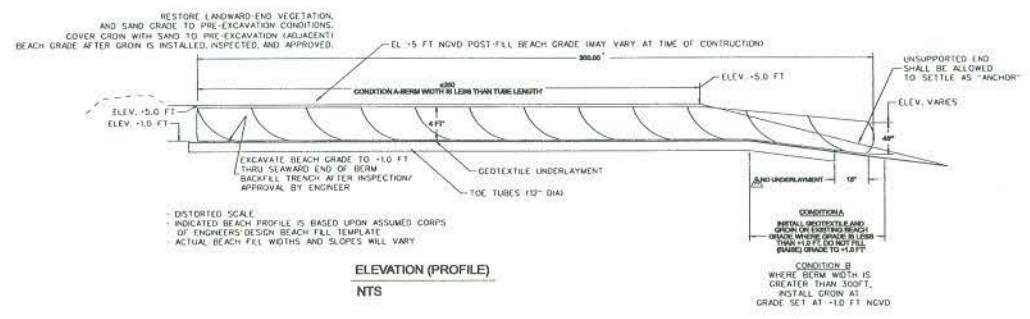 RESTORE LANDWARD-END VEGETATION,
AND SAND GRADE TO PRE-EXCAVATION CONDITIONS.
COVER GROIN WITH SAND TO PRE-EXCAVATION (ADJACENT)
BEACH GRADE AFTER GROIN IS INSTALLED, INSPECTED, AND APPROVED.
EL +5 FT NGVD POST-FILL BEACH GRADE (MAY VARY AT TIME OF CONTRUCTION)
300.00'
±250
CONDITION A-BERM WIDTH IS LESS THAN TUBE LENGTH
ELEV. +5.0 FT
UNSUPPORTED END
SHALL BE ALLOWED
TO SETTLE AS "ANCHOR"
ELEV. VARIES
ELEV. +5.0 FT
ELEV. +1.0 FT
4 FT
48"
EXCAVATE BEACH GRADE TO +1.0 FT
THRU SEAWARD END OF BERM
BACKFILL TRENCH AFTER INSPECTION/
APPROVAL BY ENGINEER
GEOTEXTILE UNDERLAYMENT
TOE TUBES (12" DIA)
NO UNDERLAYMENT
12"
- DISTORTED SCALE
- INDICATED BEACH PROFILE IS BASED UPON ASSUMED CORPS
OF ENGINEERS DESIGN BEACH FILL TEMPLATE
- ACTUAL BEACH FILL WIDTHS AND SLOPES WILL VARY
CONDITION A
INSTALL GEOTEXTILE AND
GROIN ON EXISTING BEACH
GRADE WHERE GRADE IS LESS
THAN +1.0 FT. DO NOT FILL
(RAISE) GRADE TO +1.0 FT
CONDITION B
WHERE BERM WIDTH IS
GREATER THAN 300FT,
INSTALL GROIN AT
GRADE SET AT +1.0 FT NGVD
ELEVATION (PROFILE)
NTS